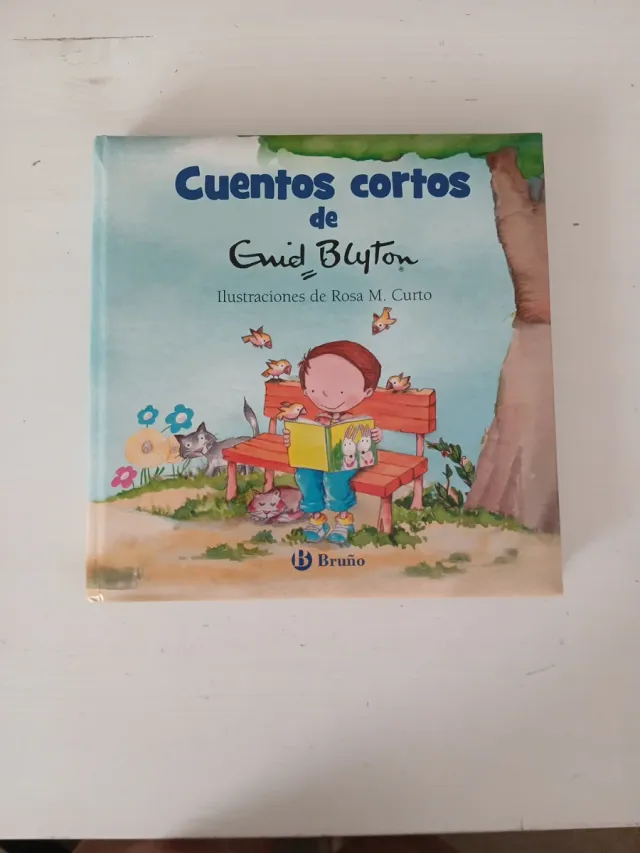 Cuentos cortos
de
Enid Blyton
Ilustraciones de Rosa M. Curto
B Bruño